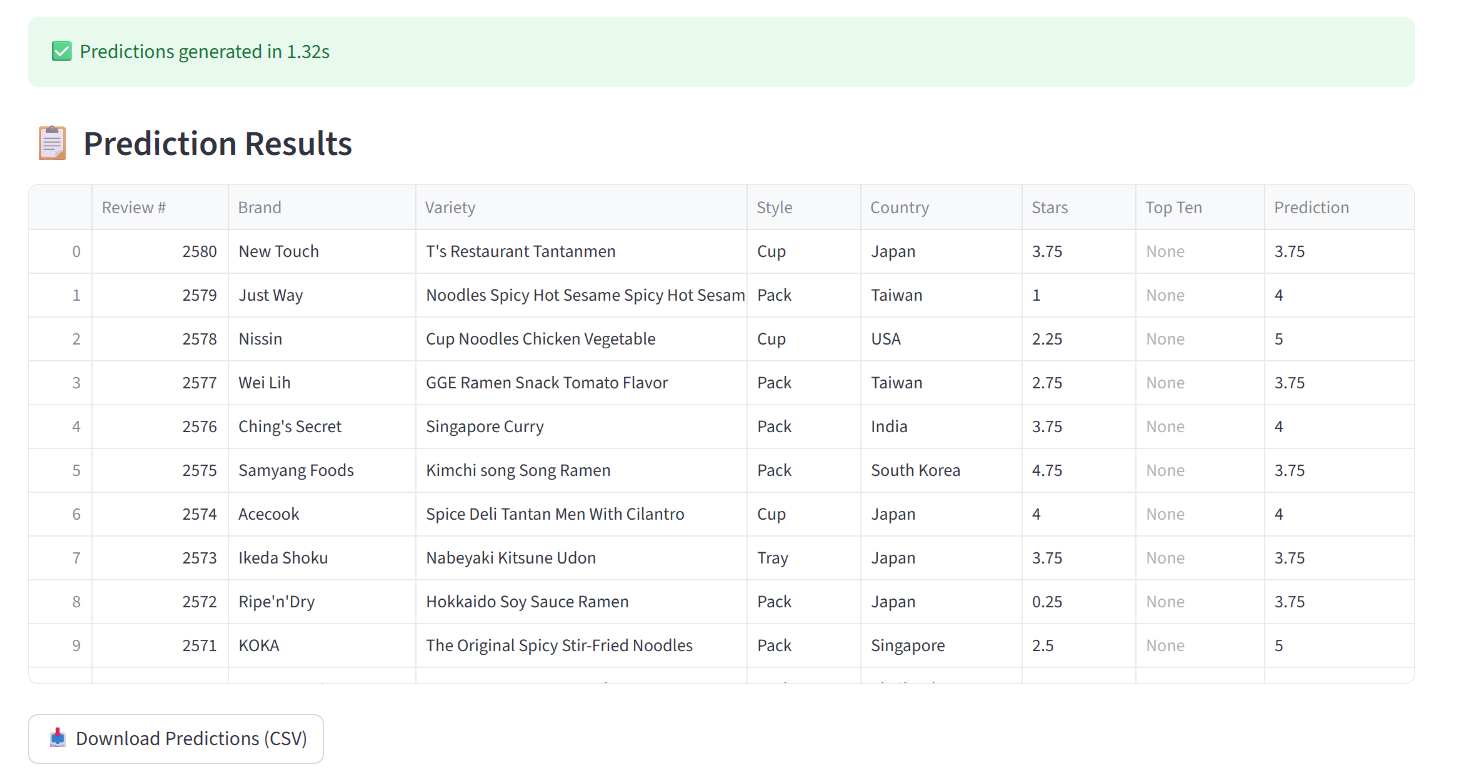 Predictions generated in 1.32s
Prediction Results
Review # Brand Variety Style Country Stars Top Ten Prediction
0 2580 New Touch T's Restaurant Tantanmen Cup Japan 3.75 None 3.75
1 2579 Just Way Noodles Spicy Hot Sesame Spicy Hot Sesam Pack Taiwan 1 None 4
2 2578 Nissin Cup Noodles Chicken Vegetable Cup USA 2.25 None 5
3 2577 Wei Lih GGE Ramen Snack Tomato Flavor Pack Taiwan 2.75 None 3.75
4 2576 Ching's Secret Singapore Curry Pack India 3.75 None 4
5 2575 Samyang Foods Kimchi song Song Ramen Pack South Korea 4.75 None 3.75
6 2574 Acecook Spice Deli Tantan Men With Cilantro Cup Japan 4 None 4
7 2573 Ikeda Shoku Nabeyaki Kitsune Udon Tray Japan 3.75 None 3.75
8 2572 Ripe'n'Dry Hokkaido Soy Sauce Ramen Pack Japan 0.25 None 3.75
9 2571 KOKA The Original Spicy Stir-Fried Noodles Pack Singapore 2.5 None 5
Download Predictions (CSV)